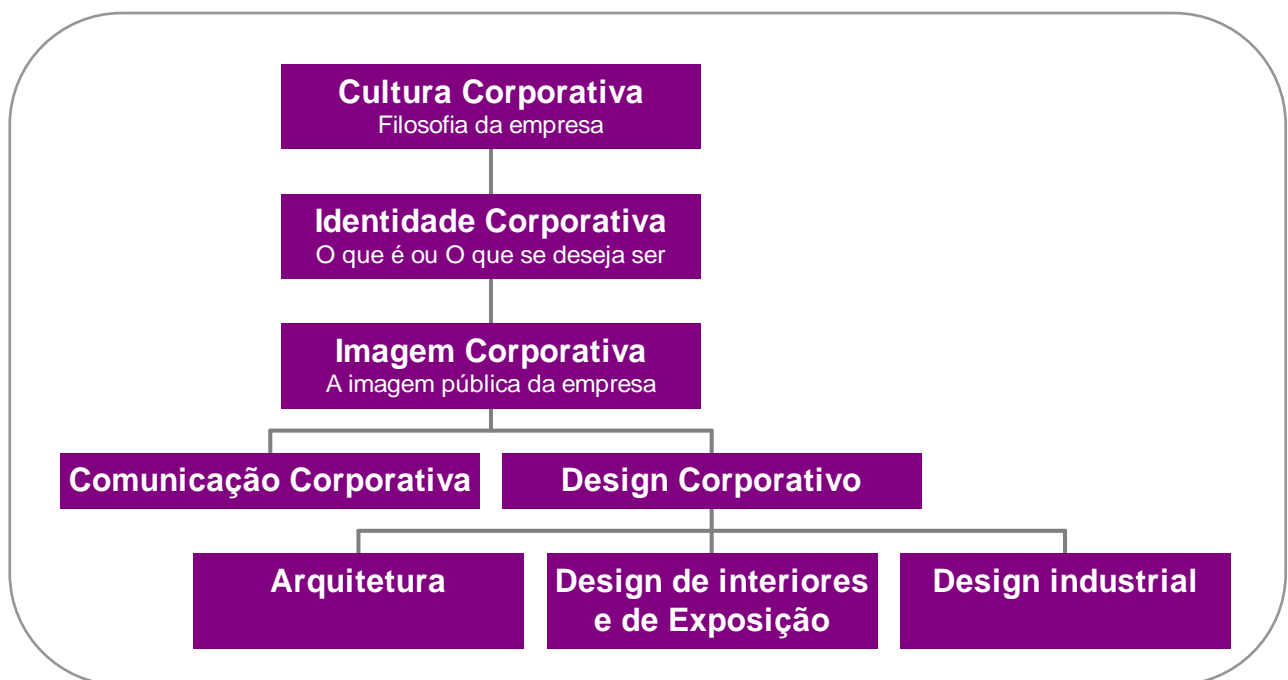 Cultura Corporativa
Filosofia da empresa
Identidade Corporativa
O que é ou O que se deseja ser
Imagem Corporativa
A imagem pública da empresa
Comunicação Corporativa
Design Corporativo
Arquitetura
Design de interiores
e de Exposição
Design industrial